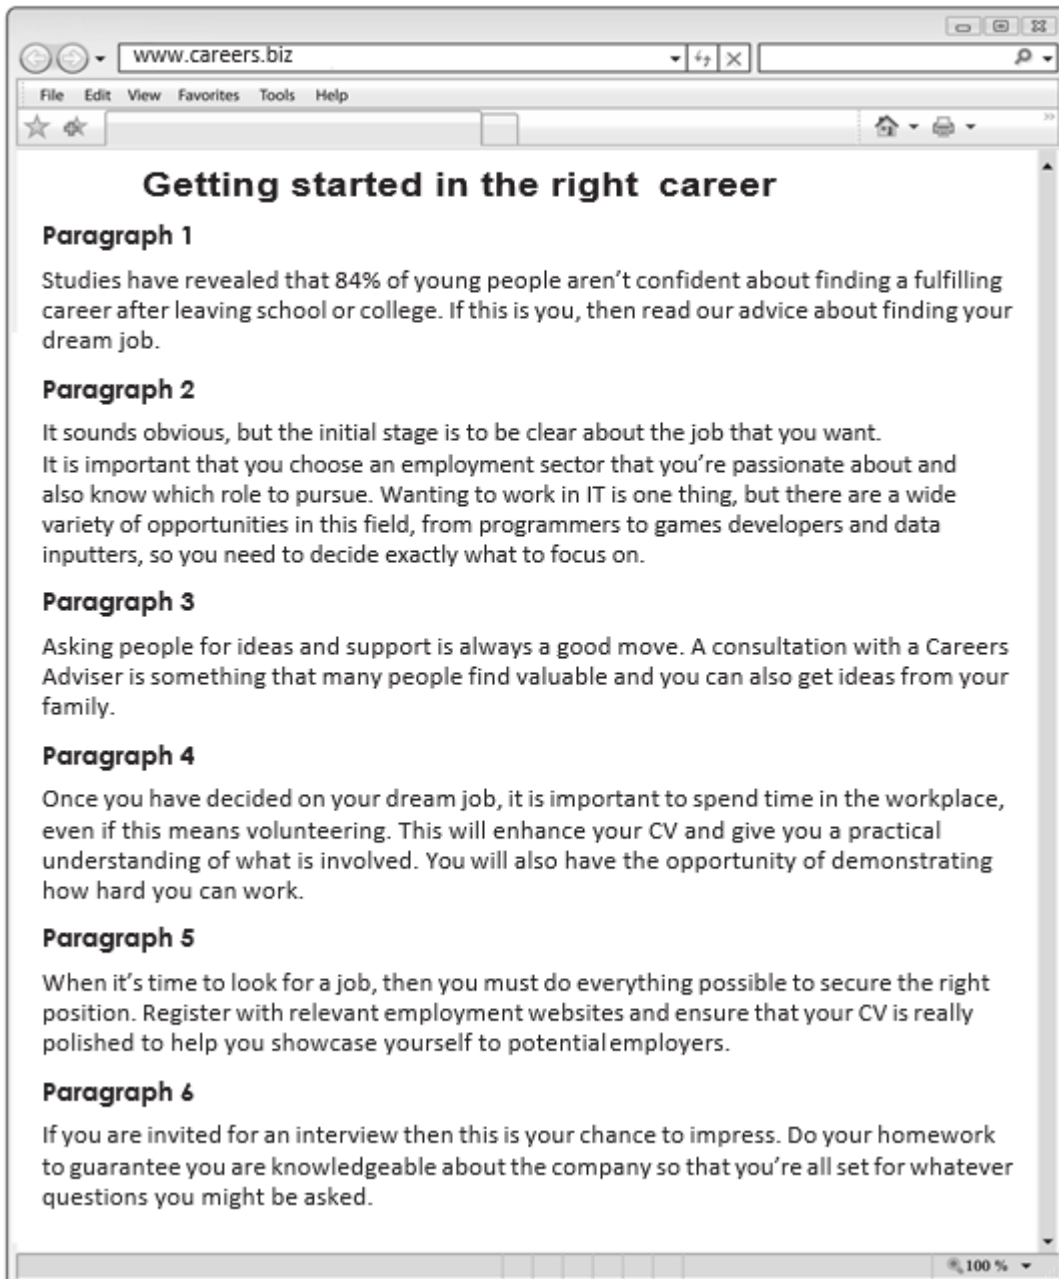 www.careers.biz
File Edit View Favorites Tools Help
Getting started in the right career
Paragraph 1
Studies have revealed that 84% of young people aren't confident about finding a fulfilling
career after leaving school or college. If this is you, then read our advice about finding your
dream job.
Paragraph 2
It sounds obvious, but the initial stage is to be clear about the job that you want.
It is important that you choose an employment sector that you're passionate about and
also know which role to pursue. Wanting to work in IT is one thing, but there are a wide
variety of opportunities in this field, from programmers to games developers and data
inputters, so you need to decide exactly what to focus on.
Paragraph 3
Asking people for ideas and support is always a good move. A consultation with a Careers
Adviser is something that many people find valuable and you can also get ideas from your
family.
Paragraph 4
Once you have decided on your dream job, it is important to spend time in the workplace,
even if this means volunteering. This will enhance your CV and give you a practical
understanding of what is involved. You will also have the opportunity of demonstrating
how hard you can work.
Paragraph 5
When it's time to look for a job, then you must do everything possible to secure the right
position. Register with relevant employment websites and ensure that your CV is really
polished to help you showcase yourself to potential employers.
Paragraph 6
If you are invited for an interview then this is your chance to impress. Do your homework
to guarantee you are knowledgeable about the company so that you're all set for whatever
questions you might be asked.
100 %